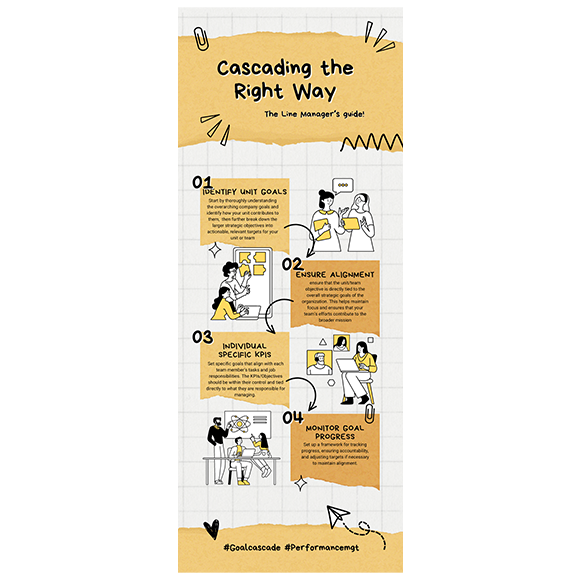 Cascading the
Right Way
The Line Manager's guide!
01
IDENTIFY UNIT GOALS
Start by thoroughly understanding
the overarching company goals and
identify how your unit contributes to
them, then further break down the
larger strategic objectives into
actionable, relevant targets for your
unit or team
02
ENSURE ALIGNMENT
ensure that the unit/team
objective is directly tied to the
overall strategic goals of the
organization. This helps maintain
focus and ensures that your
team's efforts contribute to the
broader mission
03
INDIVIDUAL
SPECIFIC KPIS
Set specific goals that align with each
team member's tasks and job
responsibilities. The KPIs/Objectives
should be within their control and tied
directly to what they are responsible for
managing.
04
MONITOR GOAL
PROGRESS
Set up a framework for tracking
progress, ensuring accountability,
and adjusting targets if necessary
to maintain alignment.
#Goalcascade #Performancemgt